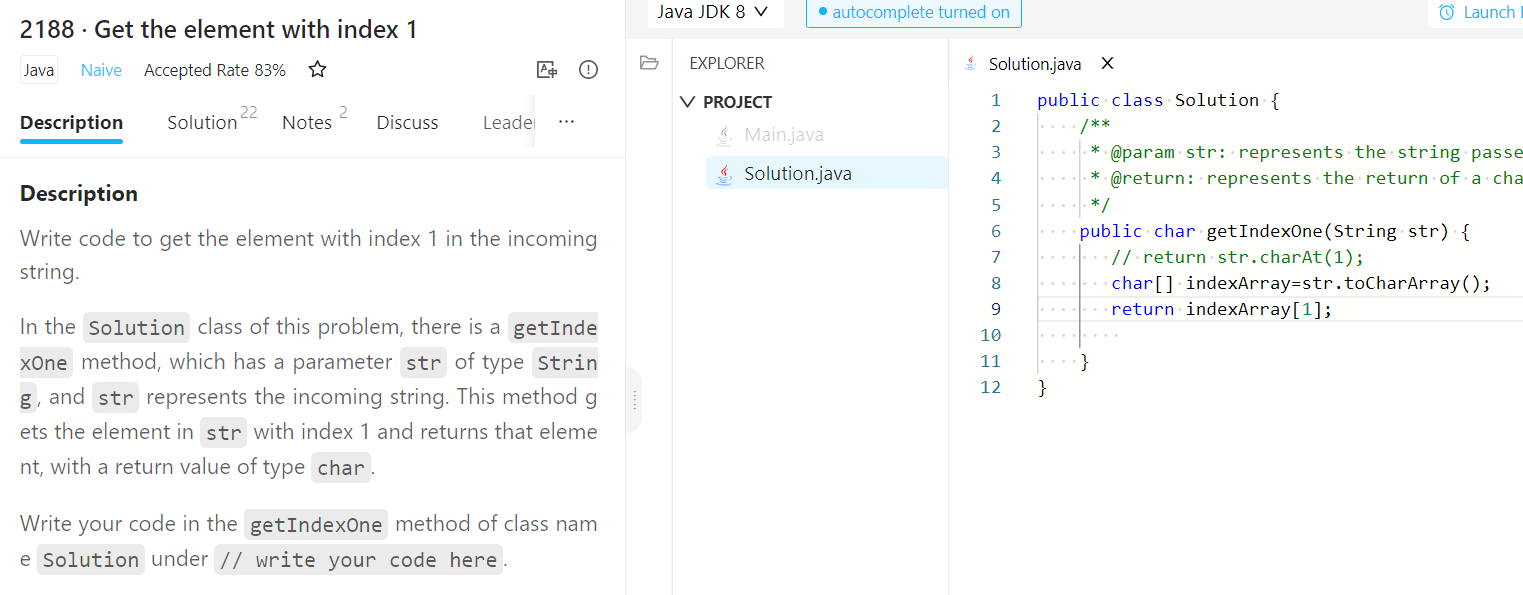 2188 · Get the element with index 1
Java Naive Accepted Rate 83%
Description Solution 22 Notes 2 Discuss Leader ...
Description
Write code to get the element with index 1 in the incoming
string.
In the Solution class of this problem, there is a getInde
xOne method, which has a parameter str of type Strin
g, and str represents the incoming string. This method g
ets the element in str with index 1 and returns that eleme
nt, with a return value of type char.
Write your code in the getIndexOne method of class nam
e Solution under // write your code here.
Java JDK 8 autocomplete turned on Launch
EXPLORER
PROJECT
Main.java
Solution.java
Solution.java
1 public class Solution {
2 /**
3 * @param str: represents the string passe
4 * @return: represents the return of a cha
5 */
6 public char getIndexOne(String str) {
7 // return str.charAt(1);
8 char[] indexArray=str.toCharArray();
9 return indexArray[1];
10
11 }
12 }